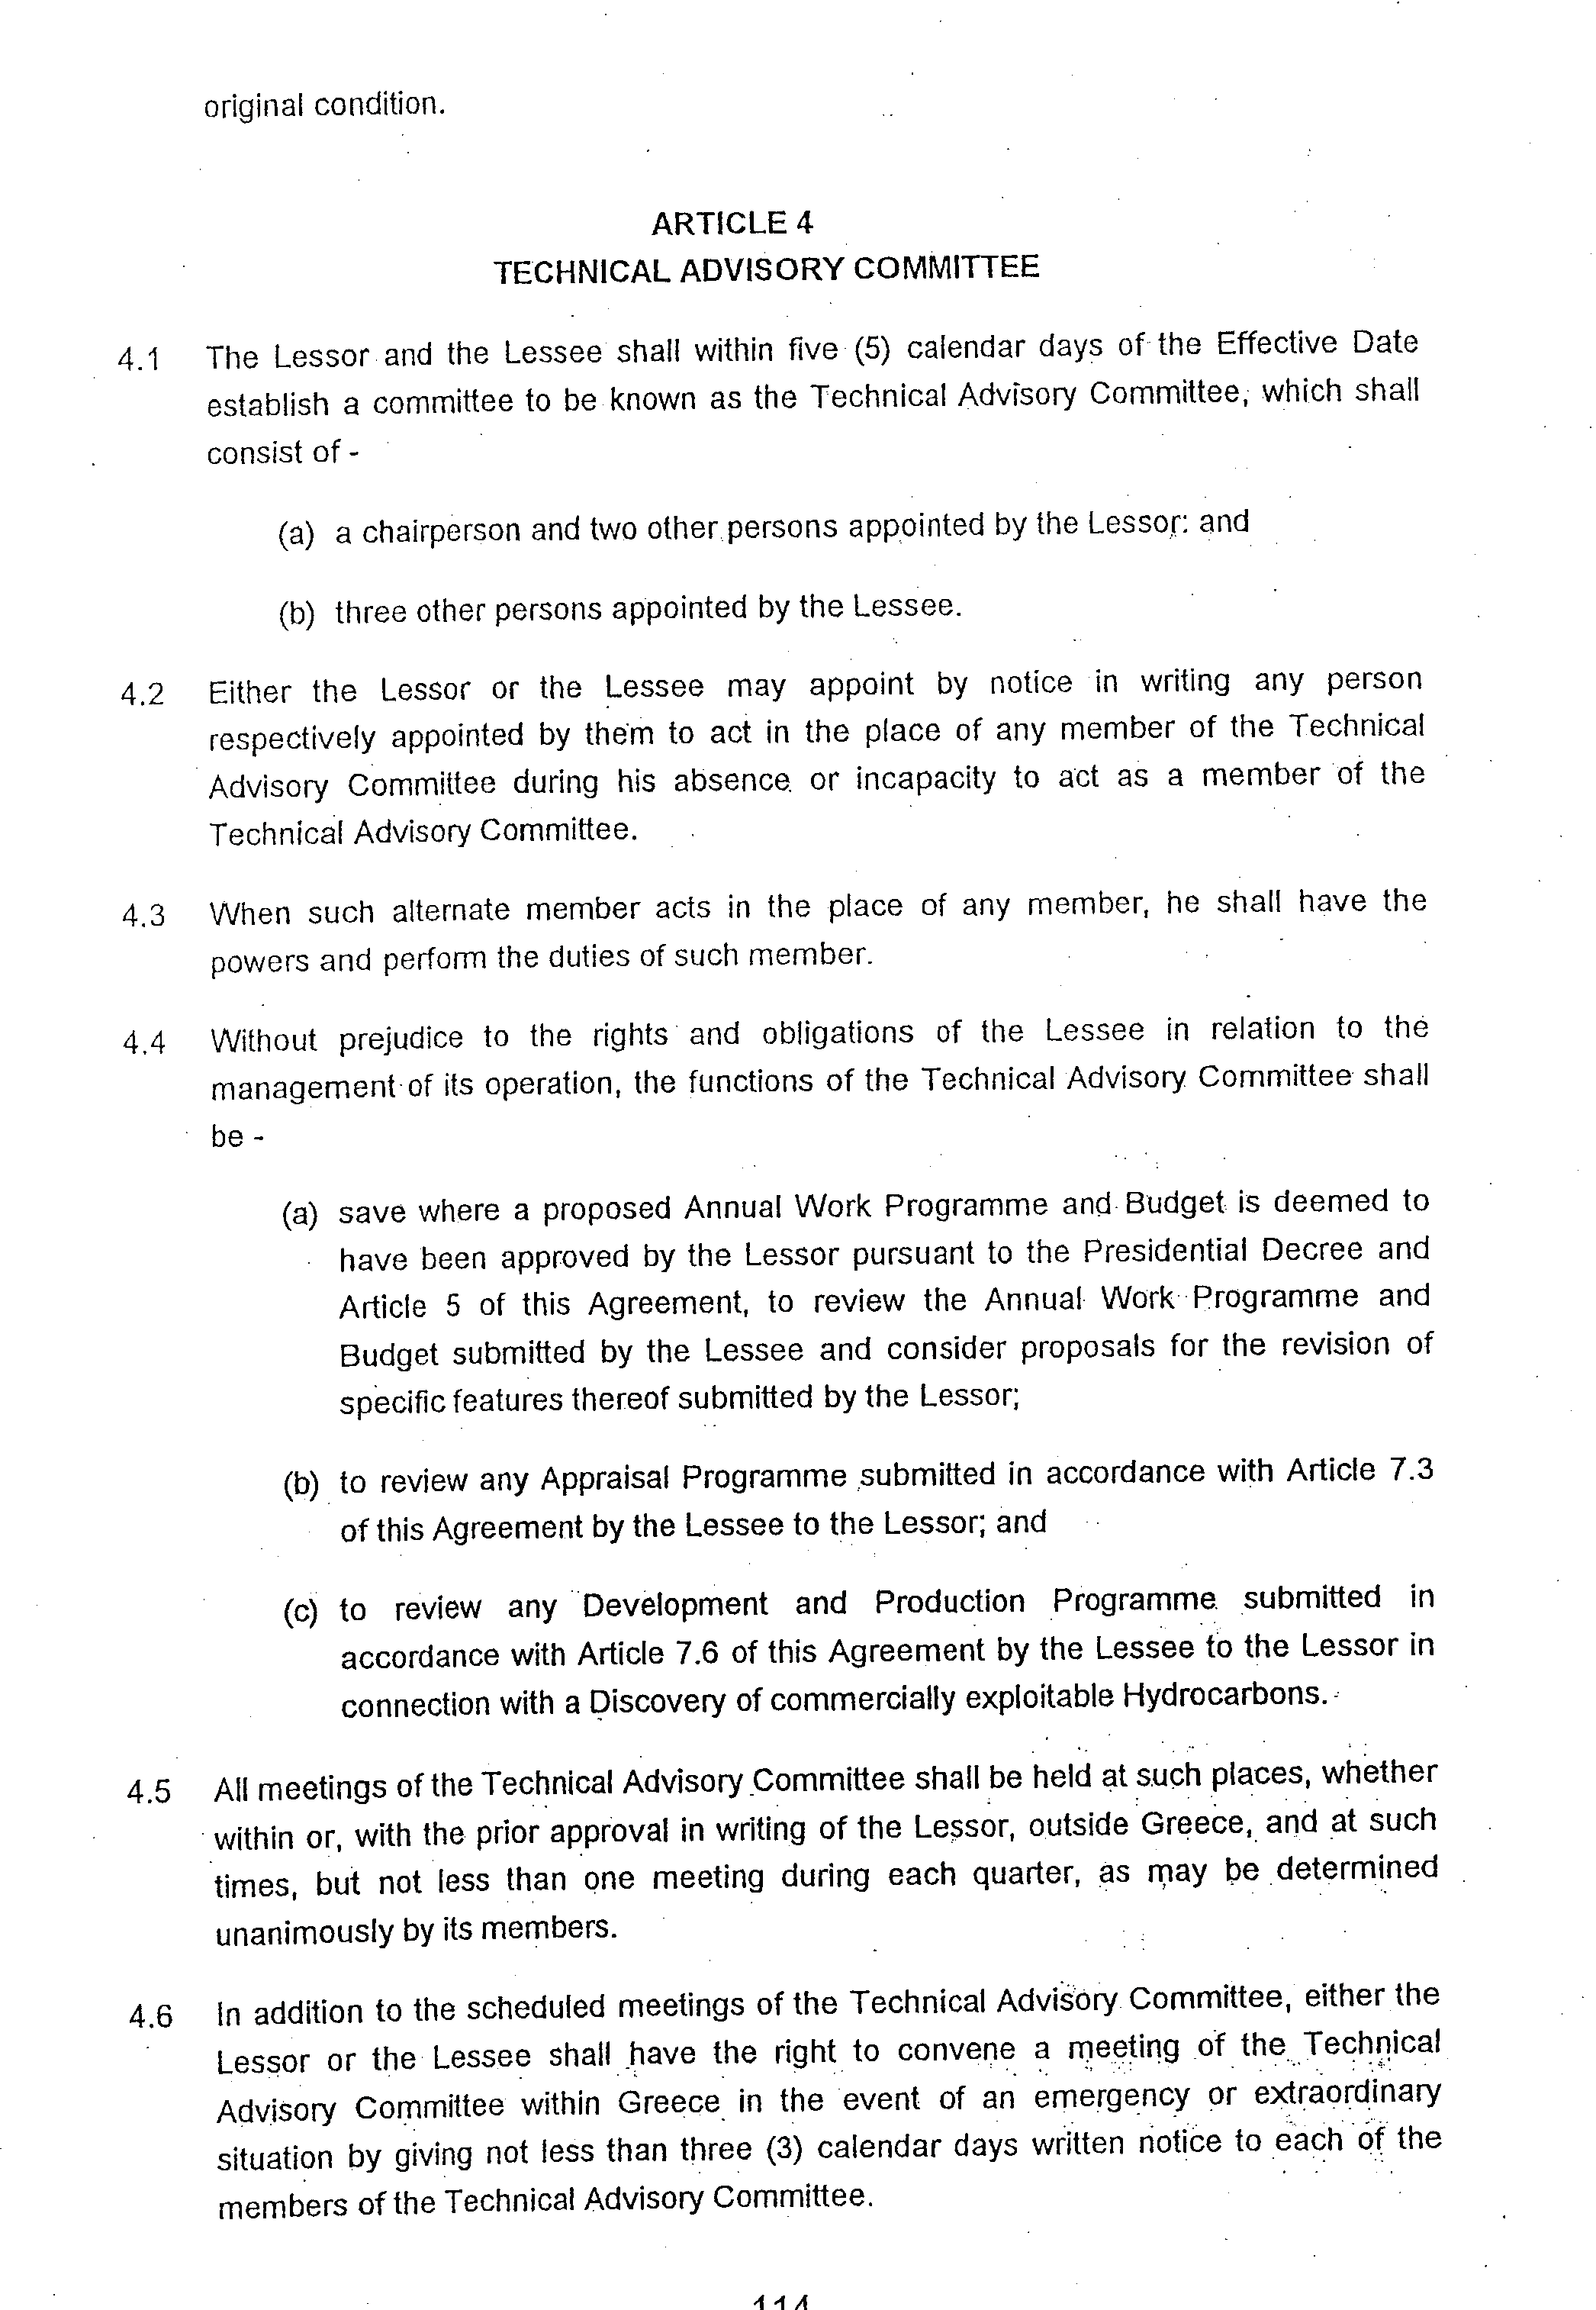 original condition.
ARTICLE 4
TECHNICAL ADVISORY COMMITTEE
4.1 The Lessor and the Lessee shall within five (5) calendar days of the Effective Date
establish a committee to be known as the Technical Advisory Committee, which shall
consist of -
(a) a chairperson and two other persons appointed by the Lessor: and
(b) three other persons appointed by the Lessee.
4.2 Either the Lessor or the Lessee may appoint by notice in writing any person
respectively appointed by them to act in the place of any member of the Technical
Advisory Committee during his absence or incapacity to act as a member of the
Technical Advisory Committee.
4.3 When such alternate member acts in the place of any member, he shall have the
powers and perform the duties of such member.
4.4 Without prejudice to the rights and obligations of the Lessee in relation to the
management of its operation, the functions of the Technical Advisory Committee shall
be -
(a) save where a proposed Annual Work Programme and Budget is deemed to
have been approved by the Lessor pursuant to the Presidential Decree and
Article 5 of this Agreement, to review the Annual Work Programme and
Budget submitted by the Lessee and consider proposals for the revision of
specific features thereof submitted by the Lessor;
(b) to review any Appraisal Programme submitted in accordance with Article 7.3
of this Agreement by the Lessee to the Lessor; and
(c) to review any Development and Production Programme submitted in
accordance with Article 7.6 of this Agreement by the Lessee to the Lessor in
connection with a Discovery of commercially exploitable Hydrocarbons.
4.5 All meetings of the Technical Advisory Committee shall be held at such places, whether
within or, with the prior approval in writing of the Lessor, outside Greece, and at such
times, but not less than one meeting during each quarter, as may be determined
unanimously by its members.
4.6 In addition to the scheduled meetings of the Technical Advisory Committee, either the
Lessor or the Lessee shall have the right to convene a meeting of the Technical
Advisory Committee within Greece in the event of an emergency or extraordinary
situation by giving not less than three (3) calendar days written notice to each of the
members of the Technical Advisory Committee.
114